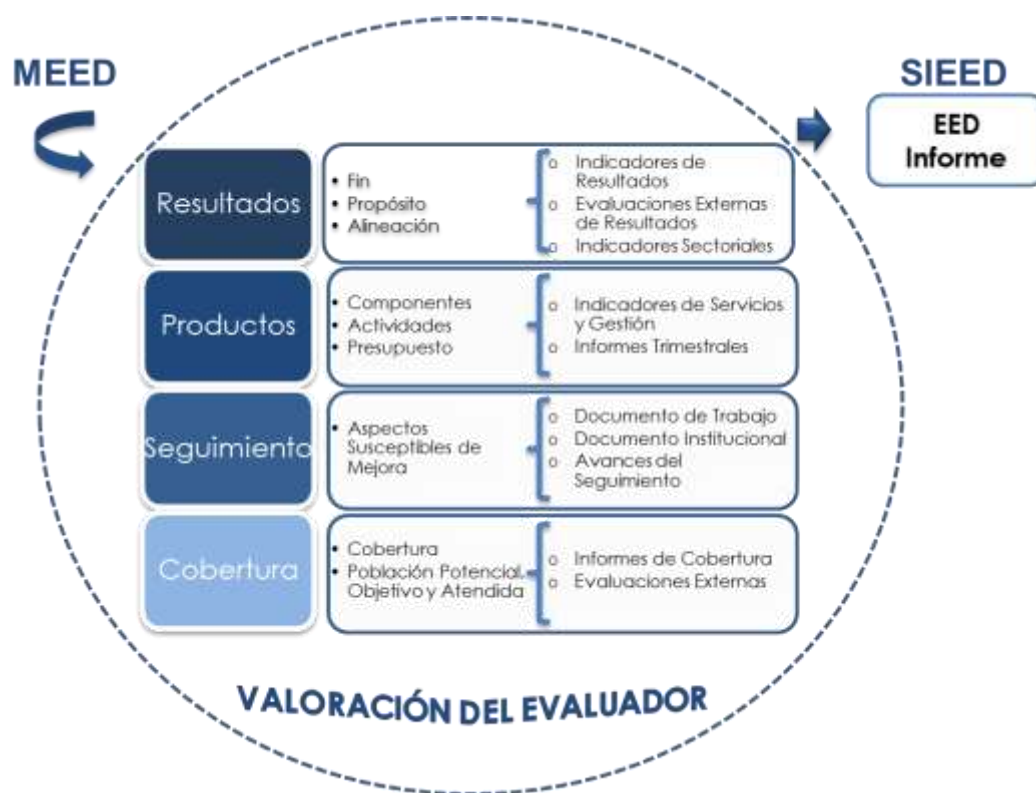 MEED
SIEED
EED
Informe
Resultados
• Fin
• Propósito
• Alineación
o Indicadores de
Resultados
o Evaluaciones Externas
de Resultados
o Indicadores Sectoriales
Productos
• Componentes
• Actividades
• Presupuesto
o Indicadores de Servicios
y Gestión
o Informes Trimestrales
Seguimiento
• Aspectos
Susceptibles de
Mejora
o Documento de Trabajo
o Documento Institucional
o Avances del
Seguimiento
Cobertura
• Cobertura
• Población Potencial,
Objetivo y Atendida
o Informes de Cobertura
o Evaluaciones Externas
VALORACIÓN DEL EVALUADOR